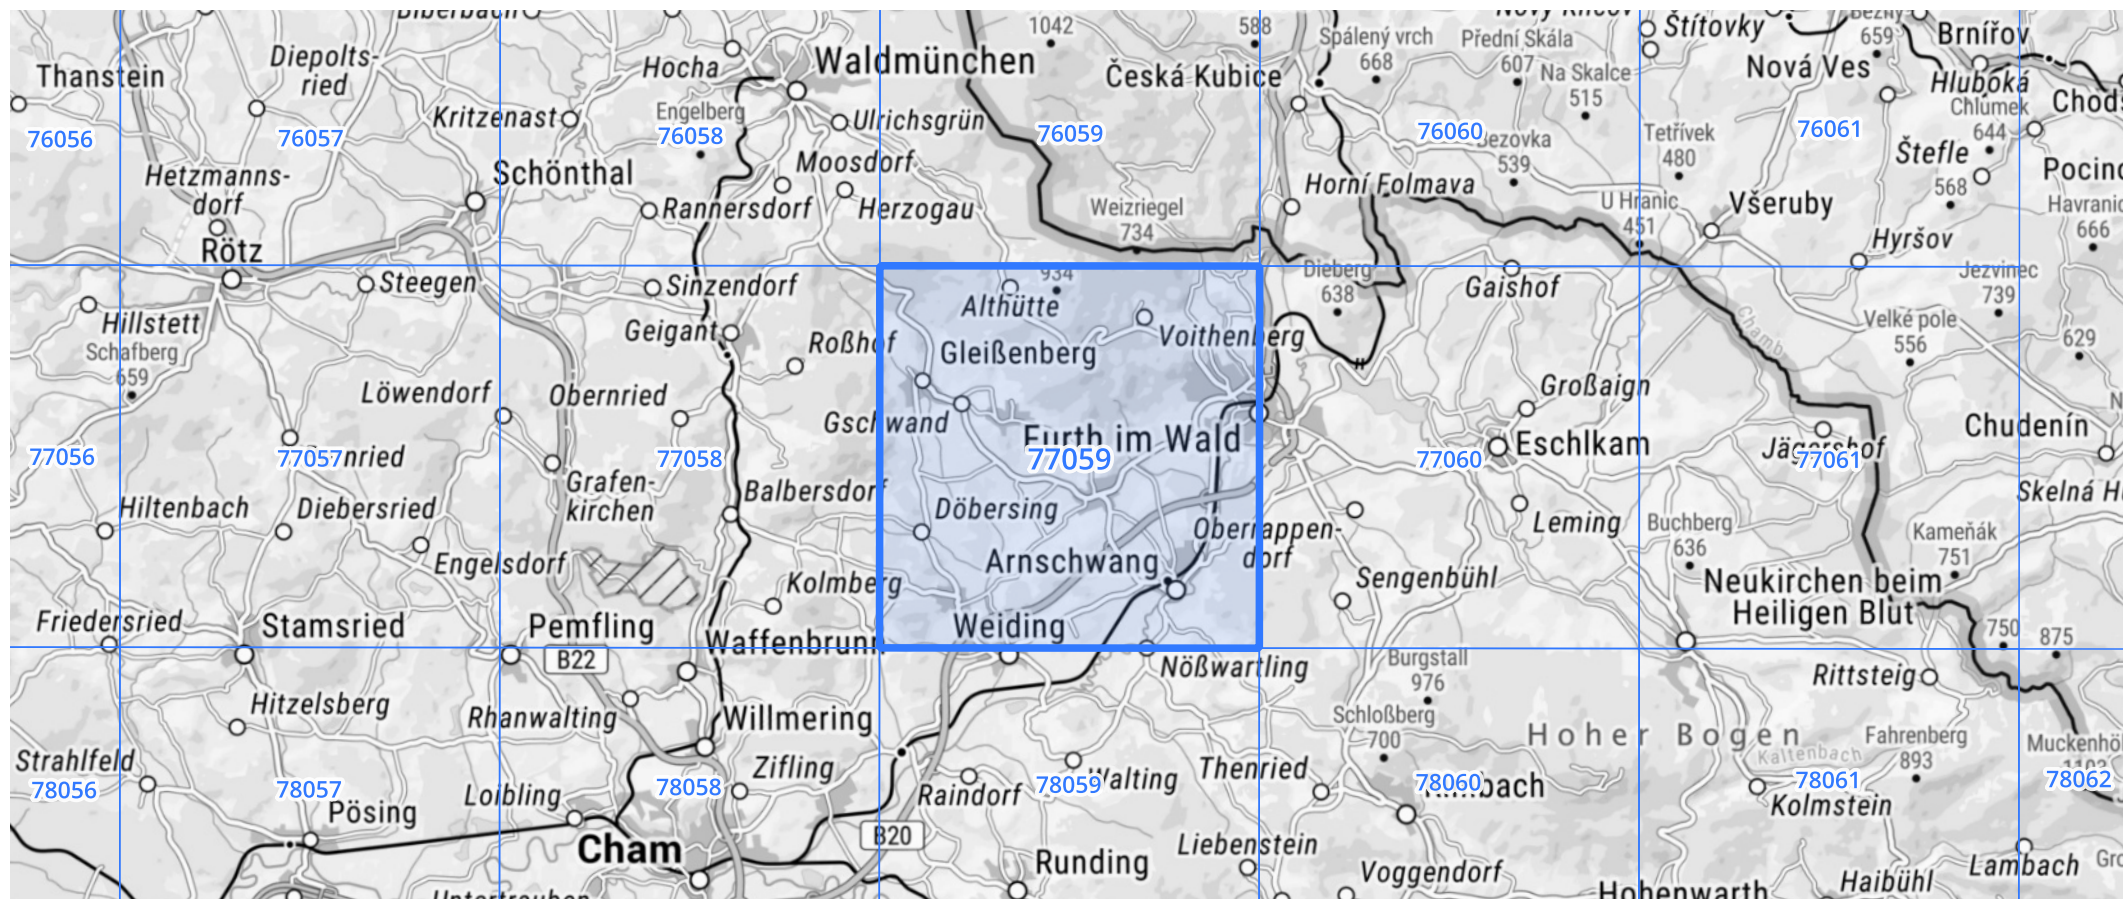 1042
588
Spálený vrch
668
Přední Skála
607
Na Skalce
515
Štítovky
659
Brnířov
Thanstein
Diepolts-
ried
Hocha
Waldmünchen
Česká Kubice
Nová Ves
Hluboká
Chlumek
644
Kritzenast
Engelberg
Ulrichsgrün
76056
76057
76058
76059
76060
Bezovka
539
Tetřívek
480
76061
Štefle
568
Hetzmanns-
dorf
Schönthal
Moosdorf
Rannersdorf
Herzogau
Weizriegel
734
Horní Folmava
U Hranic
451
Všeruby
Hyršov
666
Rötz
Steegen
Sinzendorf
934
Althütte
Dieberg
638
Gaishof
Jezvinec
739
Hillstett
Schafberg
659
Geigant
Roßhof
Gleißenberg
Voithenberg
Chamb
Velké pole
556
629
Löwendorf
Obernried
Gschwand
Großaign
Furth im Wald
Eschlkam
Jägershof
Chudenín
77056
77057
77058
77059
77060
77061
Hiltenbach
Diebersried
Grafen-
kirchen
Balbersdorf
Döbersing
Oberrappen-
dorf
Leming
Buchberg
636
Kameňák
751
Engelsdorf
Kolmberg
Arnschwang
Sengenbühl
Neukirchen beim
Heiligen Blut
Friedersried
Stamsried
Pemfling
Waffenbrunn
Weiding
750
875
B22
Nößwartling
Burgstall
976
Rittsteig
Hitzelsberg
Rhanwalting
Willmering
Schloßberg
700
Hoher Bogen
Kaltenbach
Fahrenberg
893
Strahlfeld
Zifling
Walting
Thenried
78056
78057
78058
78059
78060
78061
78062
Pösing
Loibling
Raindorf
Kolmstein
Cham
B20
Runding
Liebenstein
Voggendorf
Haibühl
Lambach
Hohenwarth
Untertraubenbach